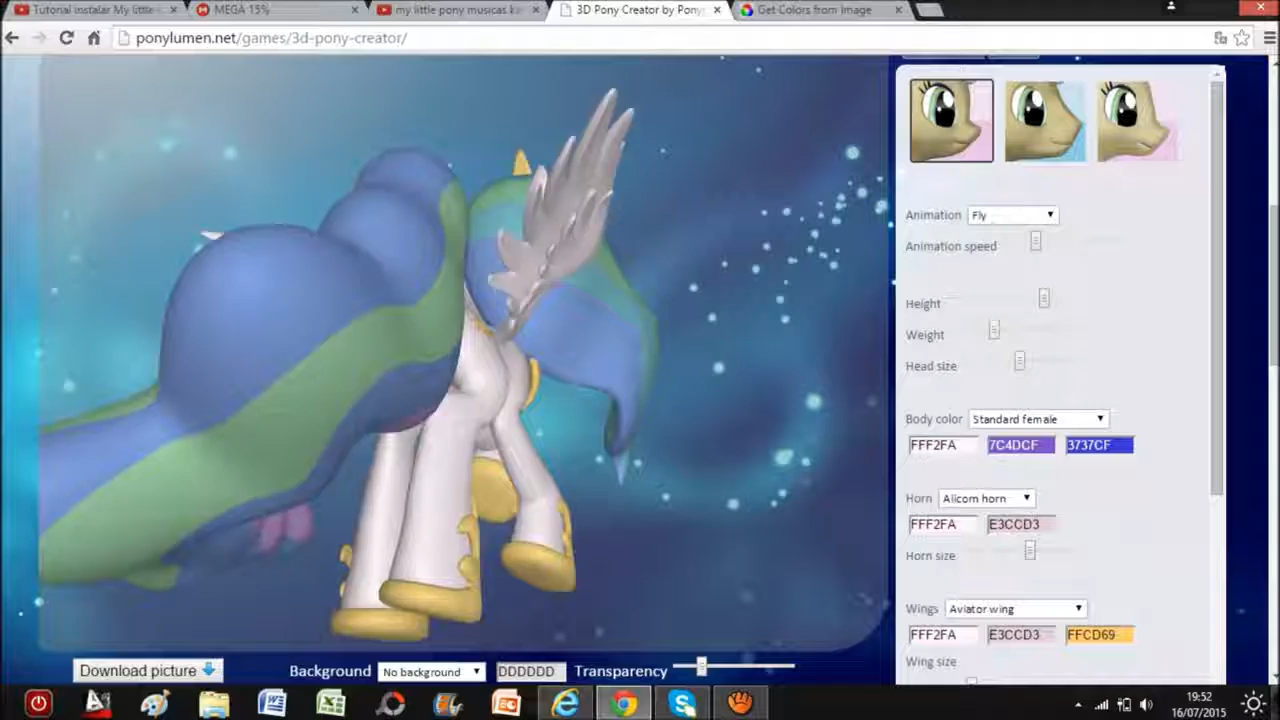 Tutorial instalar My little
MEGA 15%
my little pony musicas
3D Pony Creator by Pony
Get Colors from Image
ponylumen.net/games/3d-pony-creator/
Animation Fly
Animation speed
Height
Weight
Head size
Body color Standard female
FFF2FA 7C4DCF 3737CF
Horn Alicorn horn
FFF2FA E3CCD3
Horn size
Wings Aviator wing
FFF2FA E3CCD3 FFCD69
Wing size
Download picture Background No background DDDDDD Transparency
19:52
16/07/2015